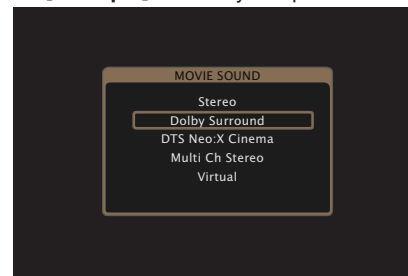 MOVIE SOUND
Stereo
Dolby Surround
DTS Neo:X Cinema
Multi Ch Stereo
Virtual